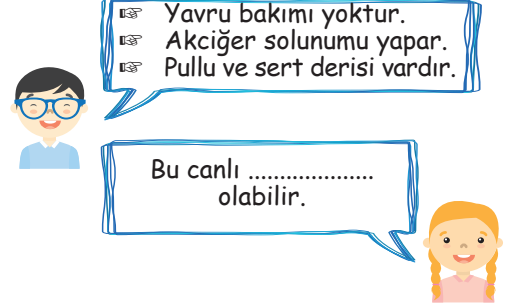 ☞ Yavru bakımı yoktur.
☞ Akciğer solunumu yapar.
☞ Pullu ve sert derisi vardır.
Bu canlı ....................
olabilir.